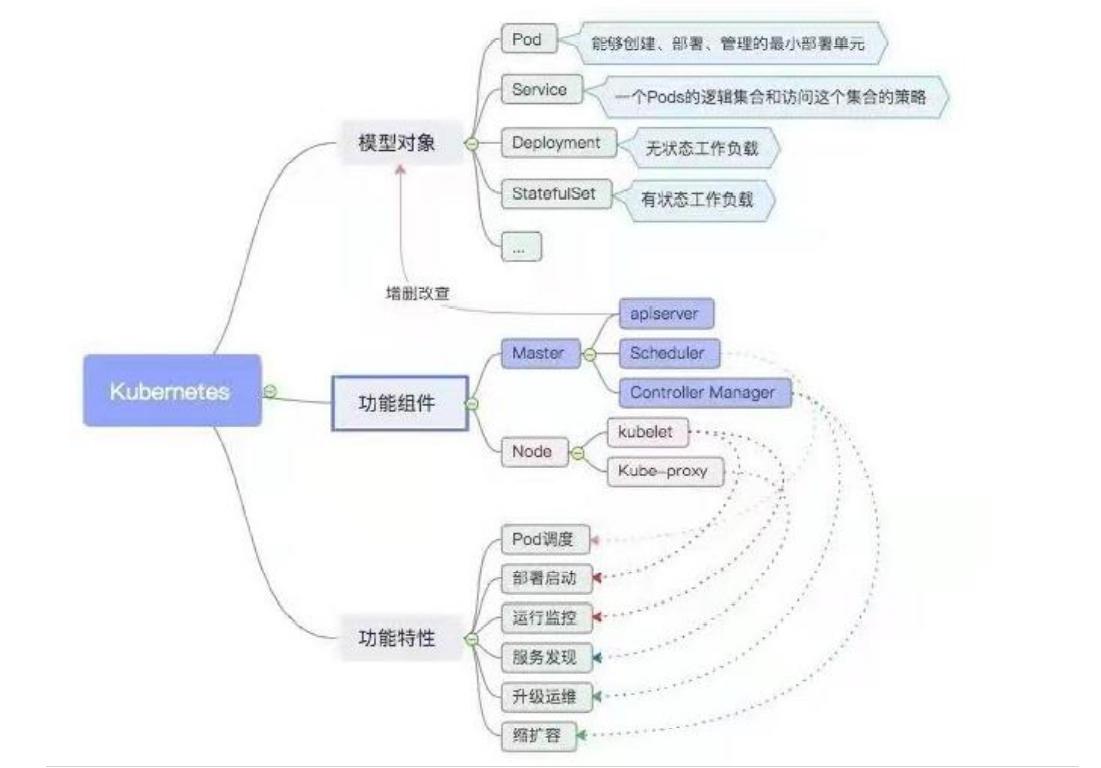 Pod
能够创建、部署、管理的最小部署单元
Service
一个Pods的逻辑集合和访问这个集合的策略
模型对象
Deployment
无状态工作负载
StatefulSet
有状态工作负载
...
增删改查
apiserver
Master
Scheduler
Kubernetes
功能组件
Controller Manager
kubelet
Node
Kube-proxy
Pod调度
部署启动
运行监控
功能特性
服务发现
升级运维
缩扩容